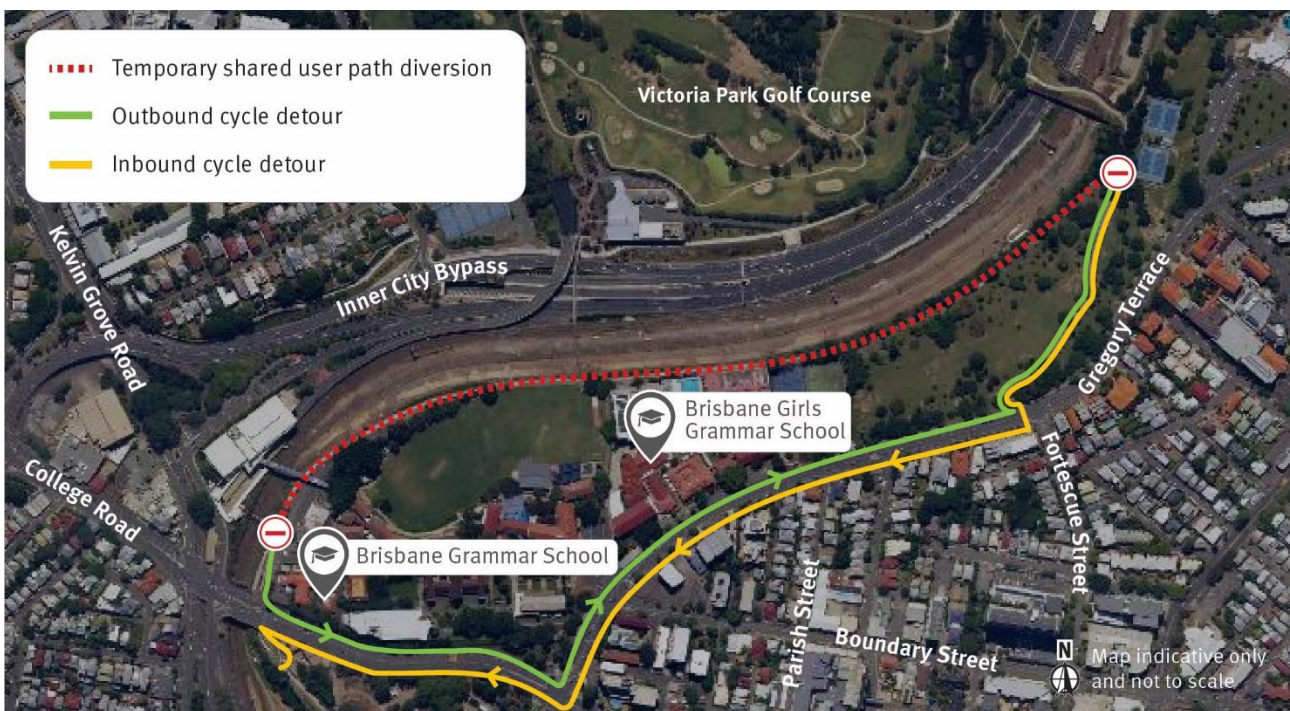 Temporary shared user path diversion
Outbound cycle detour
Inbound cycle detour
Victoria Park Golf Course
Kelvin Grove Road
Inner City Bypass
Gregory Terrace
Brisbane Girls
Grammar School
Fortescue Street
College Road
Brisbane Grammar School
Parish Street
Boundary Street
N
Map indicative only
and not to scale